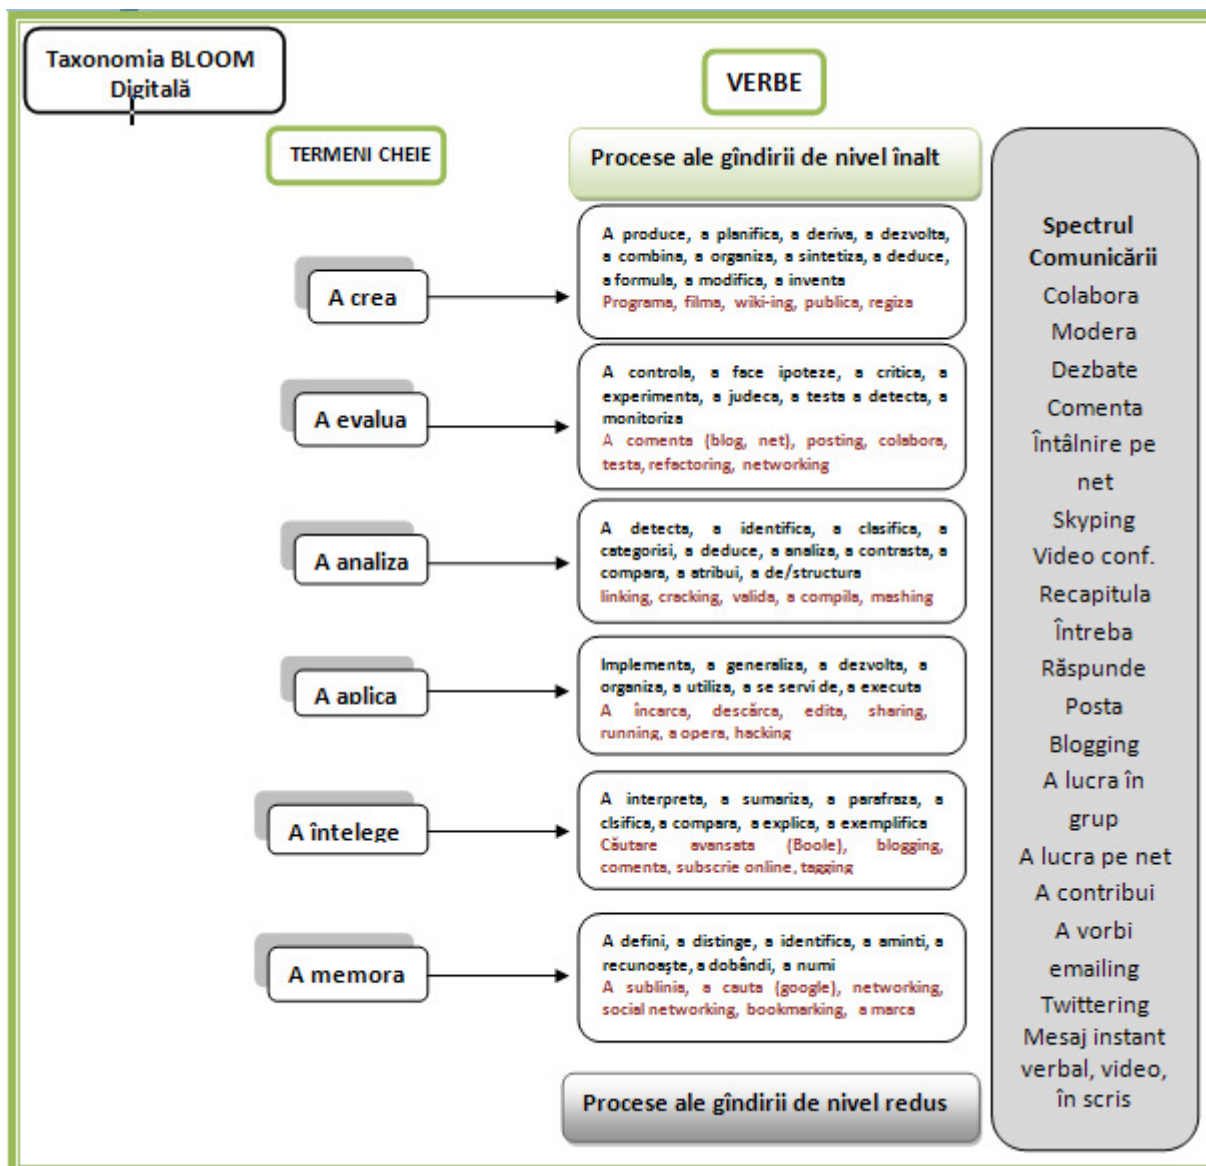 Taxonomia BLOOM
Digitală
VERBE
TERMENI CHEIE
Procese ale gîndirii de nivel înalt
A crea
A produce, a planifica, a deriva, a dezvolta,
a combina, a organiza, a sintetiza, a deduce,
a formula, a modifica, a inventa
Programa, filma, wiki-ing, publica, regiza
A evalua
A controla, a face ipoteze, a critica, a
experimenta, a judeca, a testa a detecta, a
monitoriza
A comenta (blog, net), posting, colabora,
testa, refactoring, networking
A analiza
A detecta, a identifica, a clasifica, a
categorisi, a deduce, a analiza, a contrasta, a
compara, a atribui, a de/structura
linking, cracking, valida, a compila, mashing
A aplica
Implementa, a generaliza, a dezvolta, a
organiza, a utiliza, a se servi de, a executa
A încarca, descărca, edita, sharing,
running, a opera, hacking
A întelege
A interpreta, a sumariza, a parafraza, a
clsifica, a compara, a explica, a exemplifica
Căutare avansata (Boole), blogging,
comenta, subscrie online, tagging
A memora
A defini, a distinge, a identifica, a aminti, a
recunoaşte, a dobândi, a numi
A sublinia, a cauta (google), networking,
social networking, bookmarking, a marca
Procese ale gîndirii de nivel redus
Spectrul
Comunicării
Colabora
Modera
Dezbate
Comenta
Întâlnire pe
net
Skyping
Video conf.
Recapitula
Întreba
Răspunde
Posta
Blogging
A lucra în
grup
A lucra pe net
A contribui
A vorbi
emailing
Twittering
Mesaj instant
verbal, video,
în scris